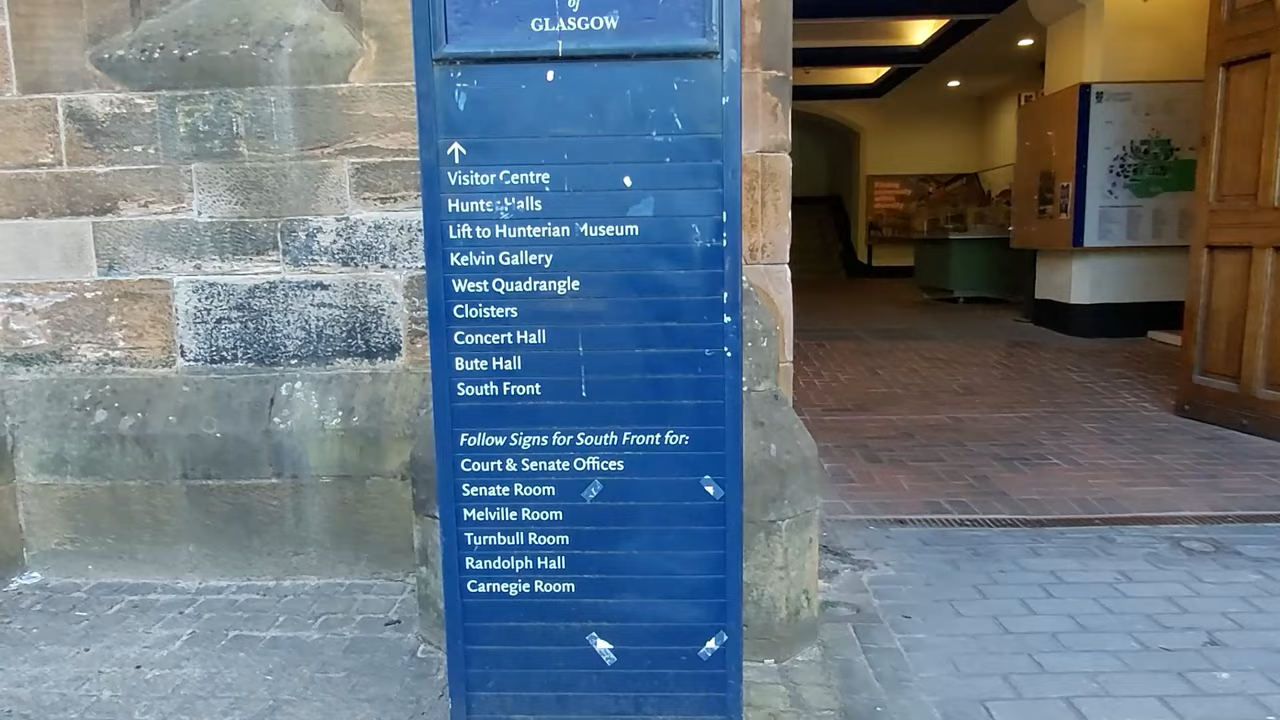 of
GLASGOW
↑
Visitor Centre
Hunter Halls
Lift to Hunterian Museum
Kelvin Gallery
West Quadrangle
Cloisters
Concert Hall
Bute Hall
South Front
Follow Signs for South Front for:
Court & Senate Offices
Senate Room
Melville Room
Turnbull Room
Randolph Hall
Carnegie Room